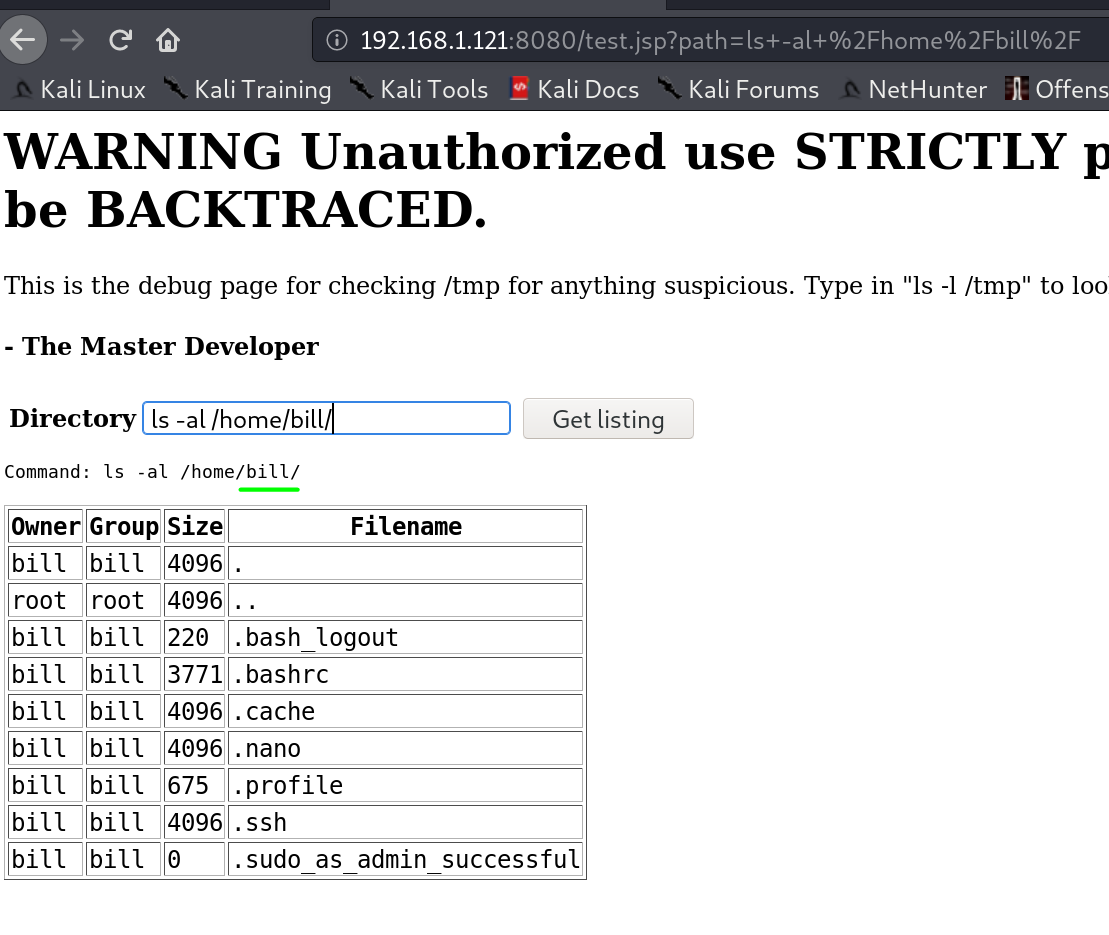 192.168.1.121:8080/test.jsp?path=ls+-al+%2Fhome%2Fbill%2F
Kali Linux Kali Training Kali Tools Kali Docs Kali Forums NetHunter Offens
WARNING Unauthorized use STRICTLY p
be BACKTRACED.
This is the debug page for checking /tmp for anything suspicious. Type in "ls -l /tmp" to loo
- The Master Developer
Directory ls -al /home/bill/ Get listing
Command: ls -al /home/bill/
Owner Group Size Filename
bill bill 4096 .
root root 4096 ..
bill bill 220 .bash_logout
bill bill 3771 .bashrc
bill bill 4096 .cache
bill bill 4096 .nano
bill bill 675 .profile
bill bill 4096 .ssh
bill bill 0 .sudo_as_admin_successful